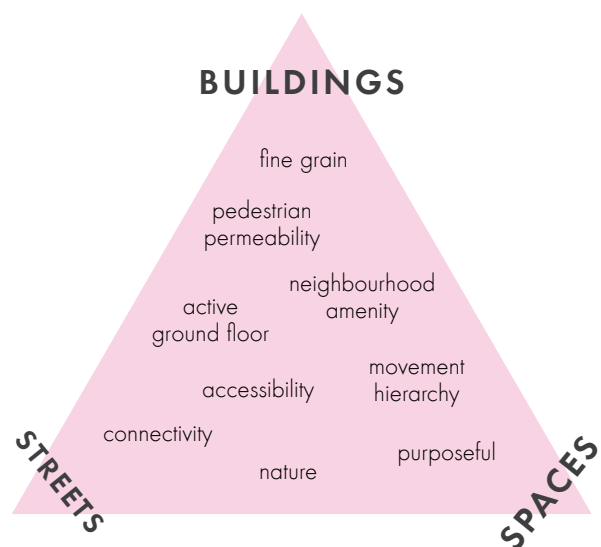 BUILDINGS
fine grain
pedestrian
permeability
neighbourhood
amenity
active
ground floor
movement
hierarchy
accessibility
connectivity
purposeful
nature
STREETS
SPACES